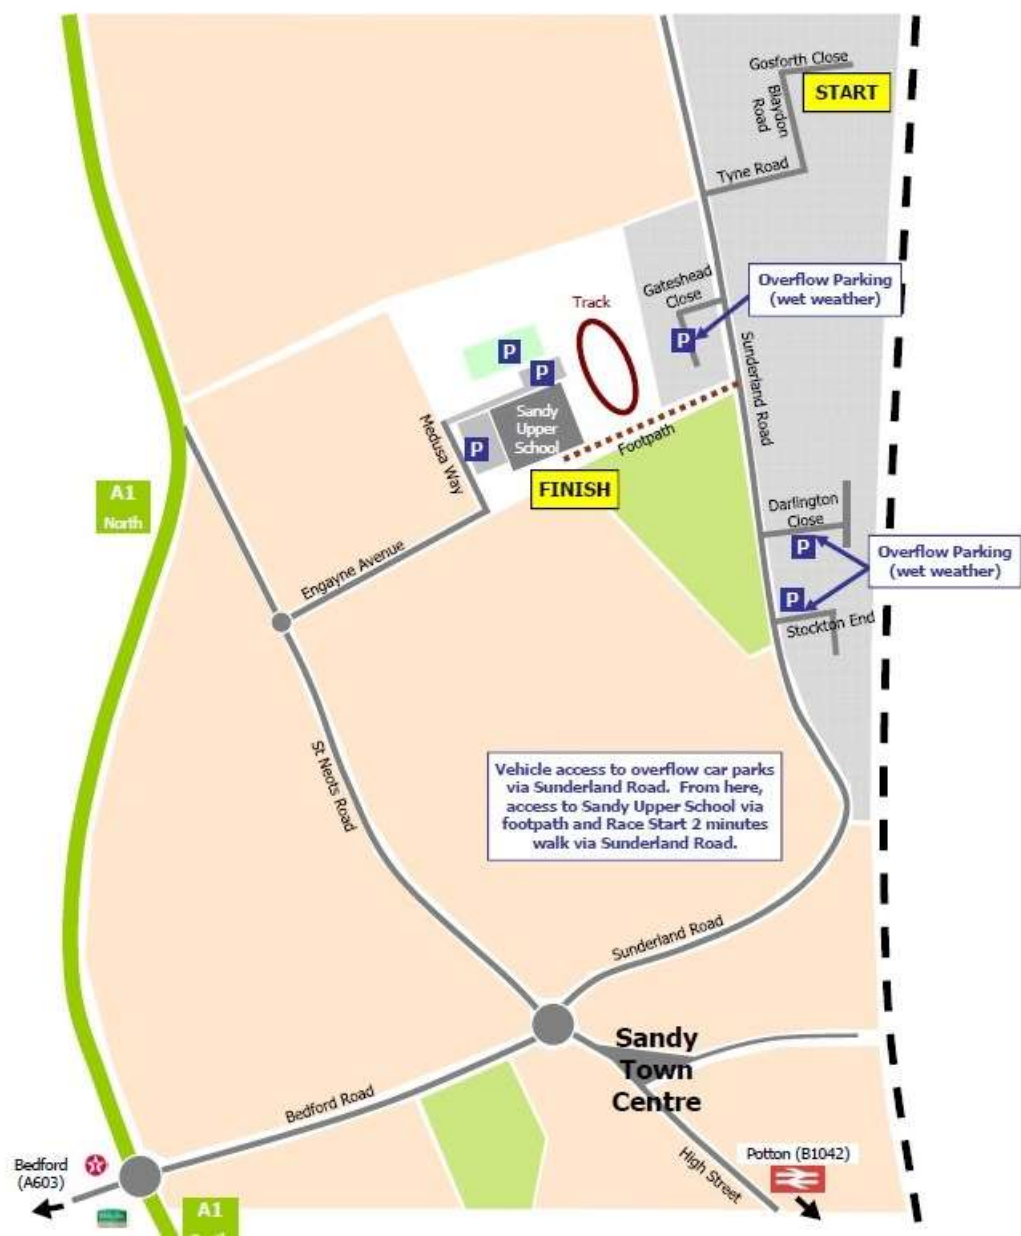 Gosforth Close
START
Blaydon
Road
Tyne Road
Gateshead
Close
Overflow Parking
(wet weather)
Track
P
P
P
P
Sandy
Upper
School
Medusa Way
Footpath
Sunderland Road
FINISH
A1
North
Darlington
Close
P
Overflow Parking
(wet weather)
Engayne Avenue
P
Stockton End
St Neots Road
Vehicle access to overflow car parks
via Sunderland Road. From here,
access to Sandy Upper School via
footpath and Race Start 2 minutes
walk via Sunderland Road.
Sunderland Road
Sandy
Town
Centre
Bedford Road
High Street
Potton (B1042)
Bedford
(A603)
A1